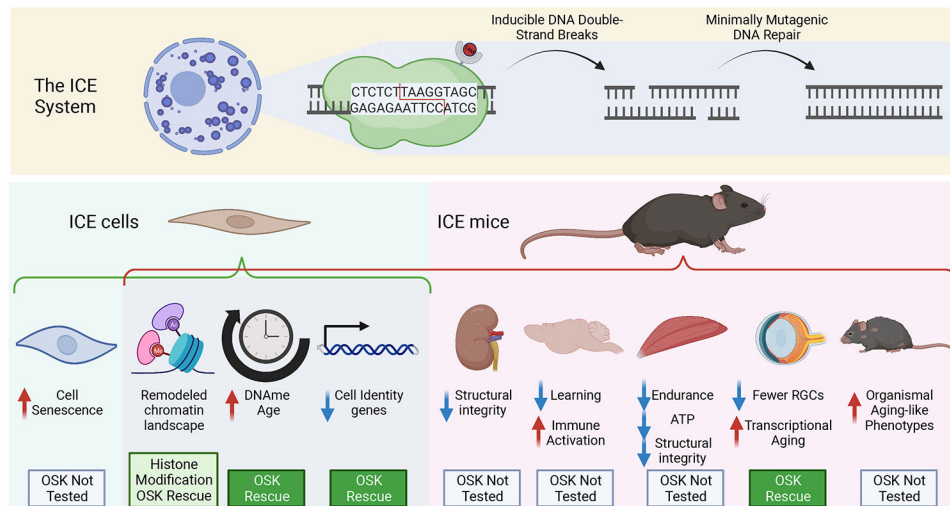 The ICE
System
Inducible DNA Double-
Strand Breaks
Minimally Mutagenic
DNA Repair
CTCTCTTAAGGTAGC
GAGAGAATTCCATCG
ICE cells
ICE mice
Cell
Senescence
Remodeled
chromatin
landscape
DNAme
Age
Cell Identity
genes
Structural
integrity
Learning
Immune
Activation
Endurance
ATP
Structural
integrity
Fewer RGCs
Transcriptional
Aging
Organismal
Aging-like
Phenotypes
OSK Not
Tested
Histone
Modification
OSK Rescue
OSK
Rescue
OSK
Rescue
OSK Not
Tested
OSK Not
Tested
OSK Not
Tested
OSK
Rescue
OSK Not
Tested